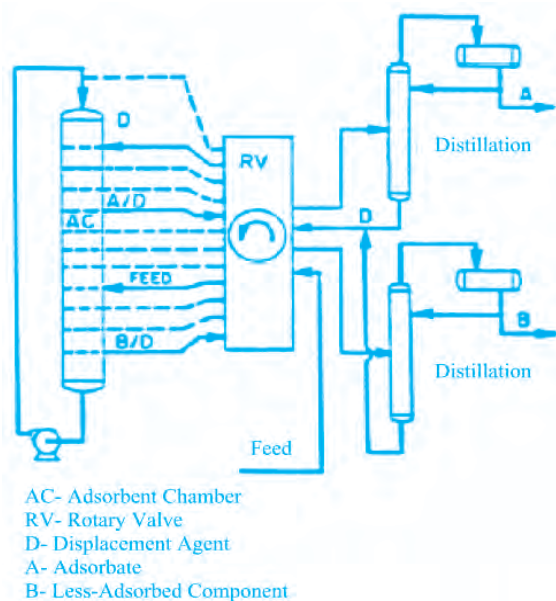 D
RV
A
Distillation
A/D
AC
D
FEED
B
B/D
Distillation
Feed
AC- Adsorbent Chamber
RV- Rotary Valve
D- Displacement Agent
A- Adsorbate
B- Less-Adsorbed Component